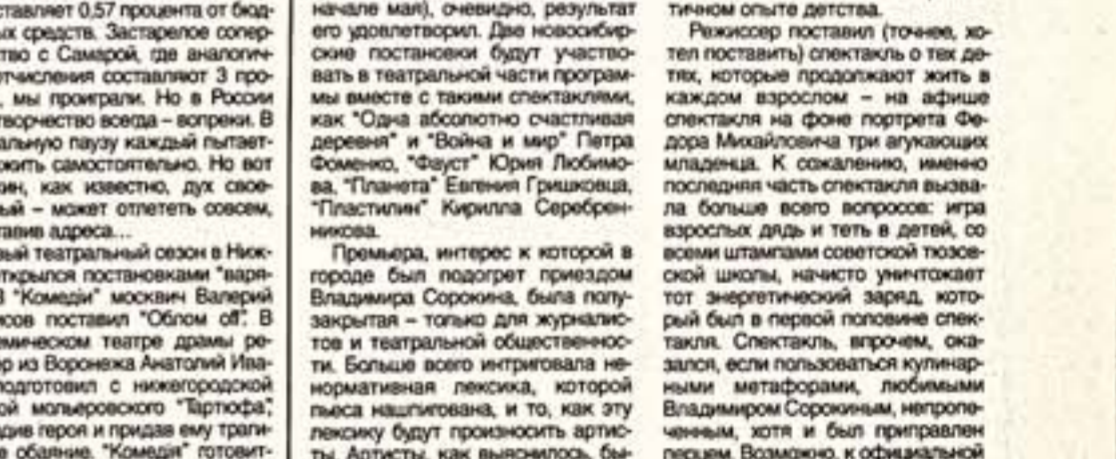 ставляет 0,57 процента от бюд-
ых средств. Застарелое сопер-
тво с Самарой, где аналогич-
отчисления составляют 3 про-
, мы проиграли. Но в России
творчество всегда – вопреки. В
альную паузу каждый пытает-
жить самостоятельно. Но вот
ин, как известно, дух свое-
ый – может отлететь совсем,
тавив адреса...
вый театральный сезон в Ниж-
открылся постановками "варя-
В "Комедiи" москвич Валерий
исов поставил "Облом off". В
емическом театре драмы ре-
ер из Воронежа Анатолий Ива-
подготовил с нижегородской
ой мольеровского "Тартюфа",
див героя и придав ему траги-
е обаяние. "Комедiя" готовит-
начале мая), очевидно, результат
его удовлетворил. Две новосибир-
ские постановки будут участво-
вать в театральной части програм-
мы вместе с такими спектаклями,
как "Одна абсолютно счастливая
деревня" и "Война и мир" Петра
Фоменко, "Фауст" Юрия Любимо-
ва, "Планета" Евгения Гришковца,
"Пластилин" Кирилла Серебрен-
никова.
Премьера, интерес к которой в
городе был подогрет приездом
Владимира Сорокина, была полу-
закрытая – только для журналис-
тов и театральной общественнос-
ти. Больше всего интриговала не-
нормативная лексика, которой
пьеса нашпигована, и то, как эту
лексику будут произносить артис-
ты. Артисты, как выяснилось, бы-
тичном опыте детства.
Режиссер поставил (точнее, хо-
тел поставить) спектакль о тех де-
тях, которые продолжают жить в
каждом взрослом – на афише
спектакля на фоне портрета Фе-
дора Михайловича три агукающих
младенца. К сожалению, именно
последняя часть спектакля вызва-
ла больше всего вопросов: игра
взрослых дядь и теть в детей, со
всеми штампами советской тюзов-
ской школы, начисто уничтожает
тот энергетический заряд, кото-
рый был в первой половине спек-
такля. Спектакль, впрочем, ока-
зался, если пользоваться кулинар-
ными метафорами, любимыми
Владимиром Сорокиным, непропе-
ченным, хотя и был приправлен
перцем. Возможно, к официальной